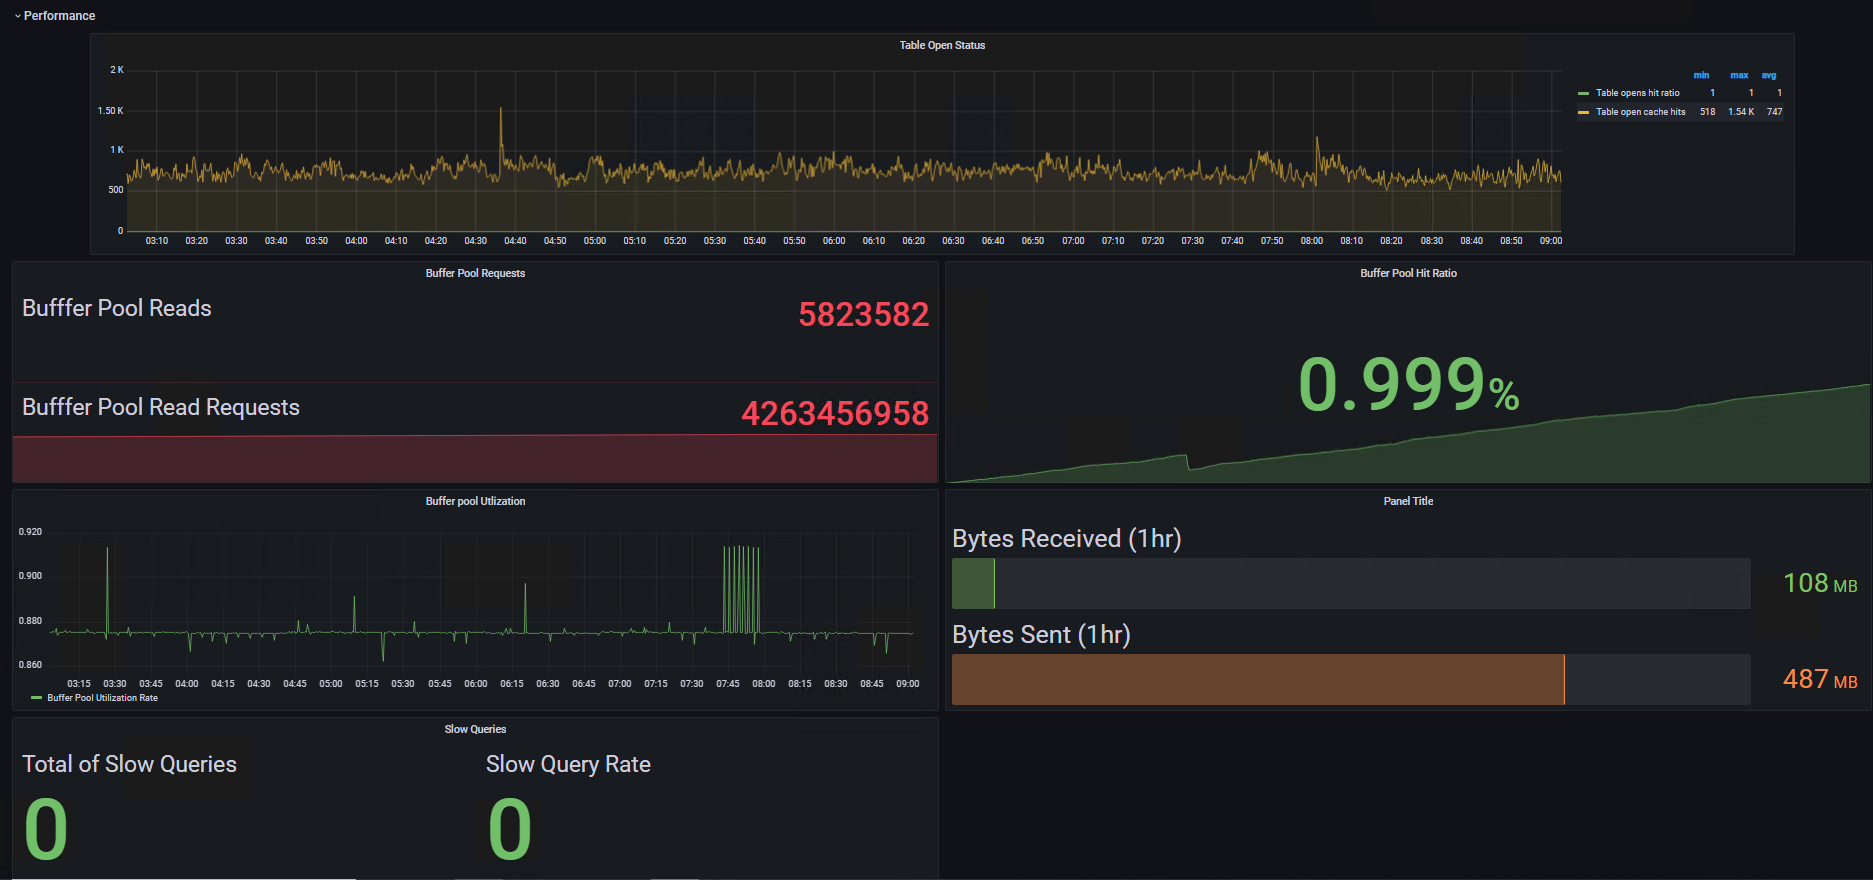 Performance
Table Open Status
2 K
1.50 K
1 K
500
0
03:10 03:20 03:30 03:40 03:50 04:00 04:10 04:20 04:30 04:40 04:50 05:00 05:10 05:20 05:30 05:40 05:50 06:00 06:10 06:20 06:30 06:40 06:50 07:00 07:10 07:20 07:30 07:40 07:50 08:00 08:10 08:20 08:30 08:40 08:50 09:00
min max avg
Table opens hit ratio 1 1 1
Table open cache hits 518 1.54 K 747
Buffer Pool Requests
Bufffer Pool Reads 5823582
Bufffer Pool Read Requests 4263456958
Buffer Pool Hit Ratio
0.999%
Buffer pool Utlization
0.920
0.900
0.880
0.860
03:15 03:30 03:45 04:00 04:15 04:30 04:45 05:00 05:15 05:30 05:45 06:00 06:15 06:30 06:45 07:00 07:15 07:30 07:45 08:00 08:15 08:30 08:45 09:00
Buffer Pool Utilization Rate
Panel Title
Bytes Received (1hr)
108 MB
Bytes Sent (1hr)
487 MB
Slow Queries
Total of Slow Queries
0
Slow Query Rate
0